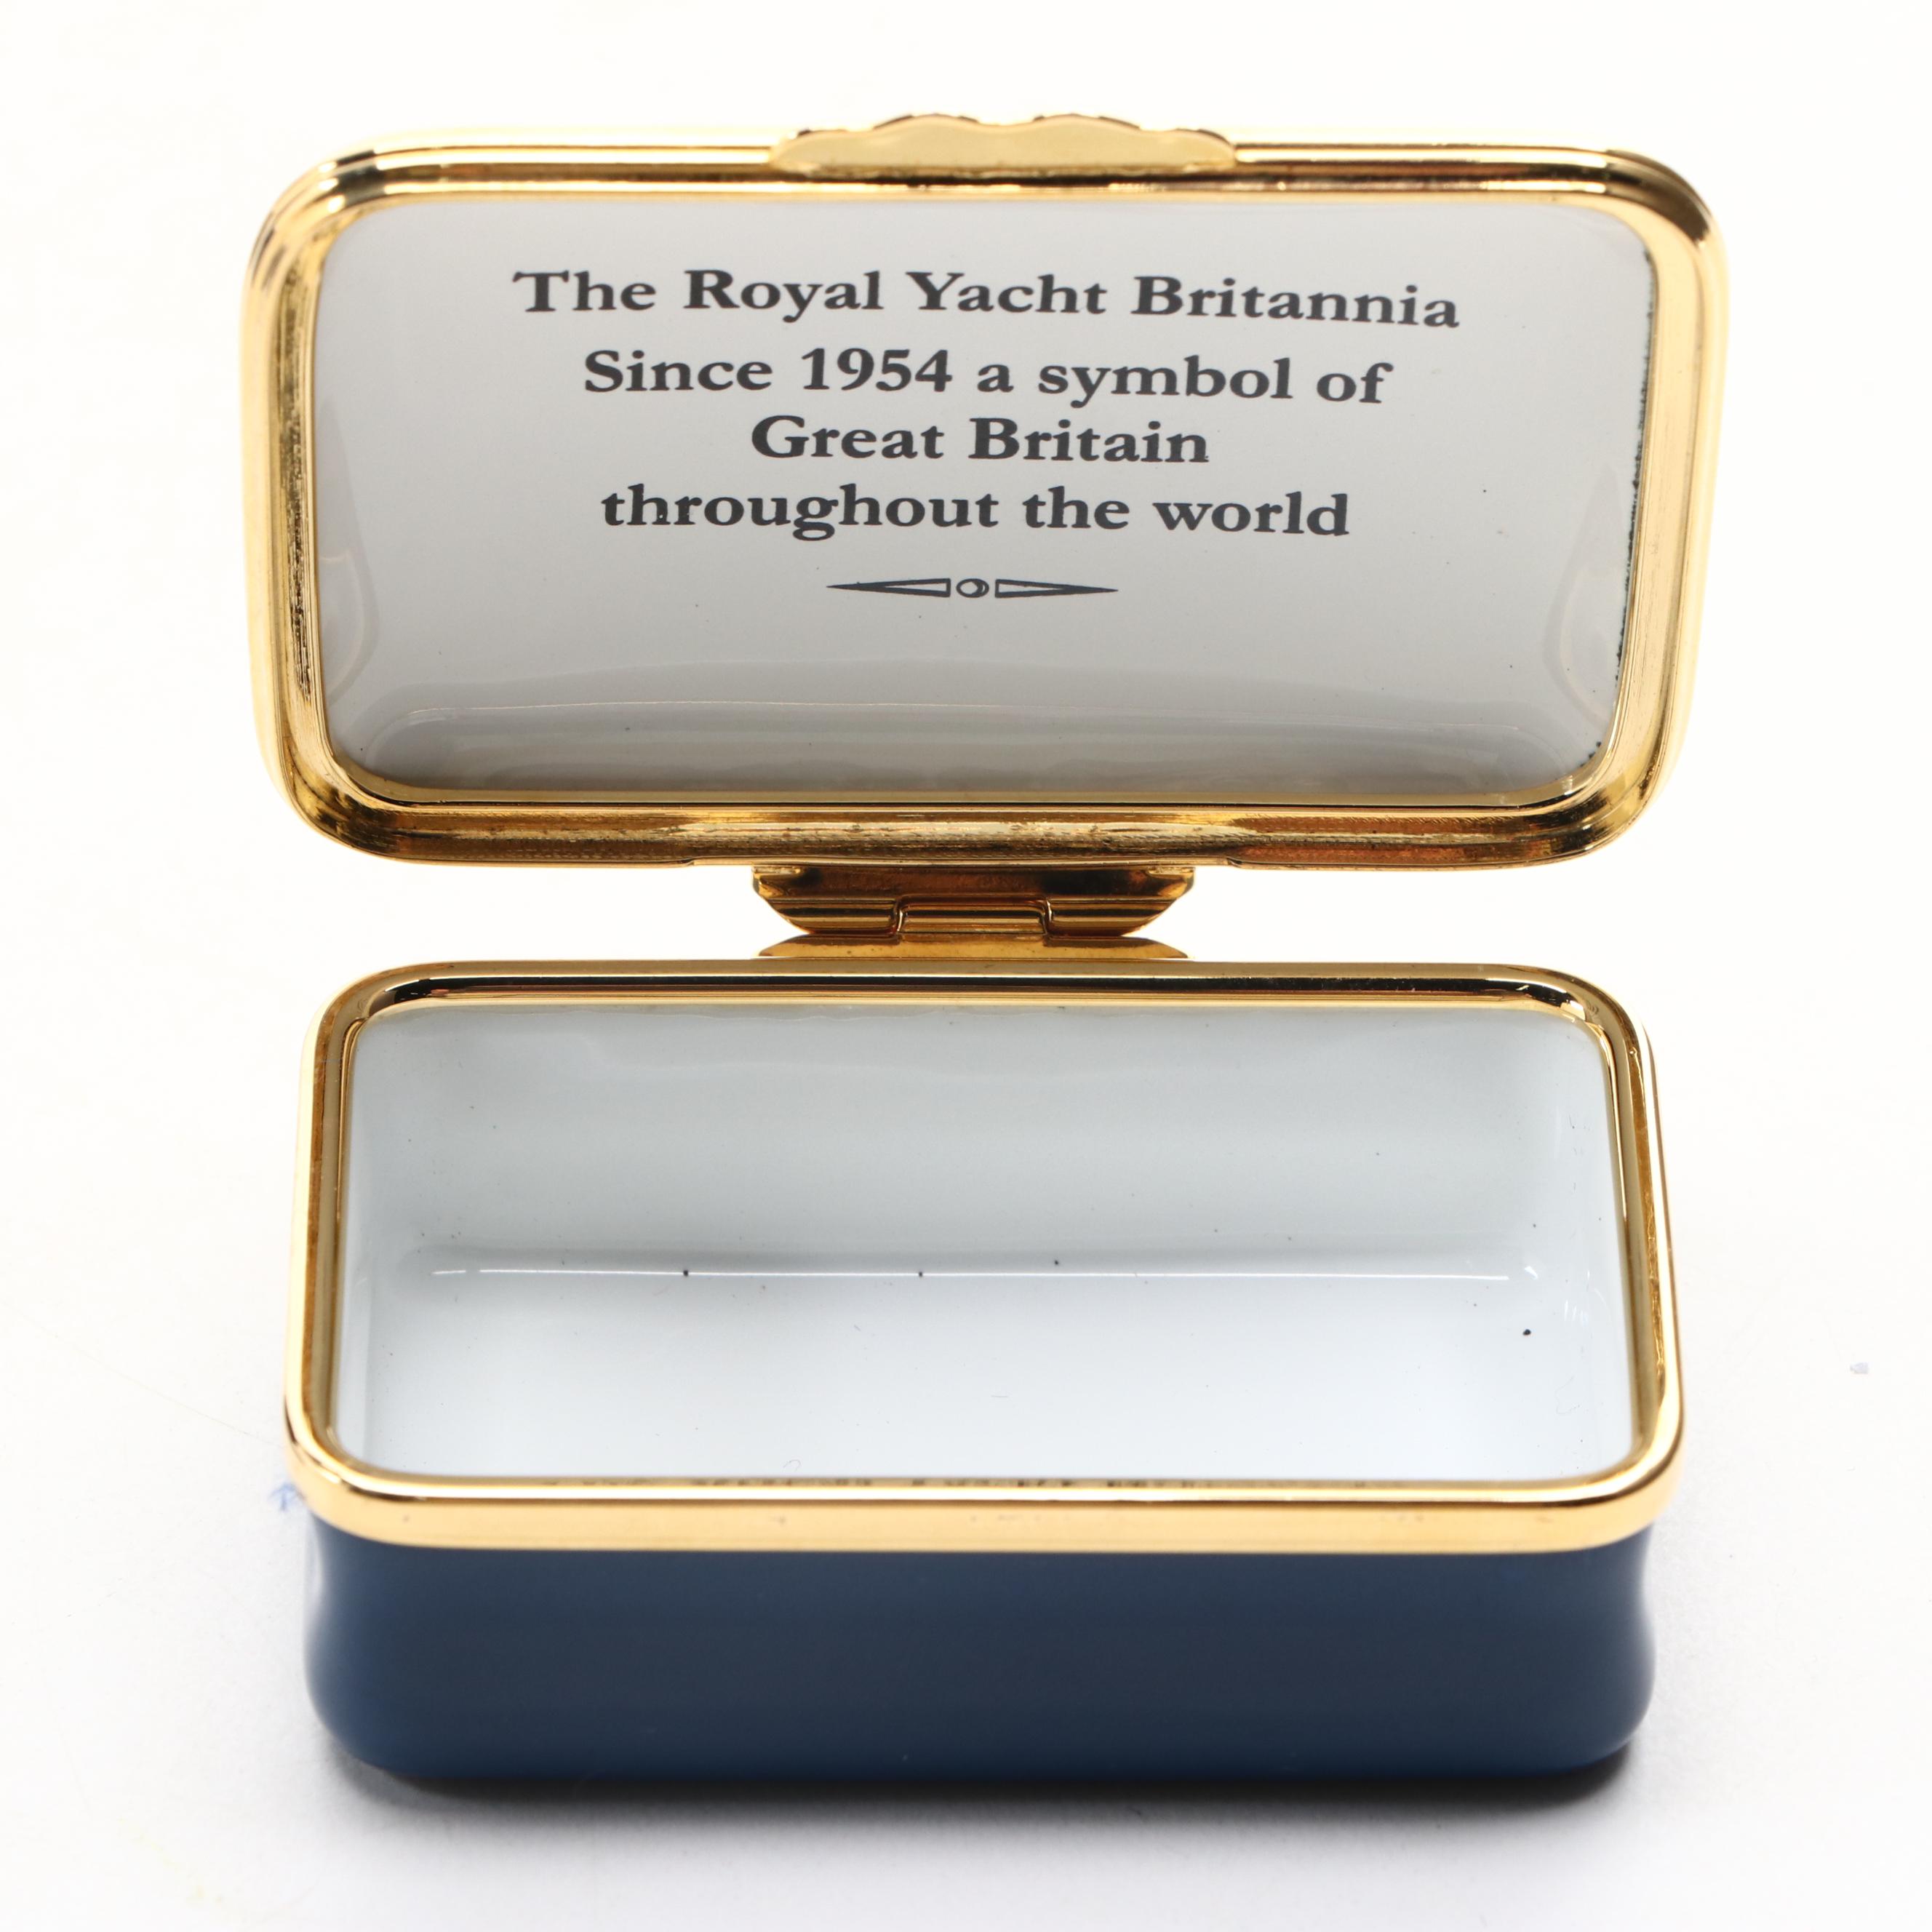 The Royal Yacht Britannia
Since 1954 a symbol of
Great Britain
throughout the world